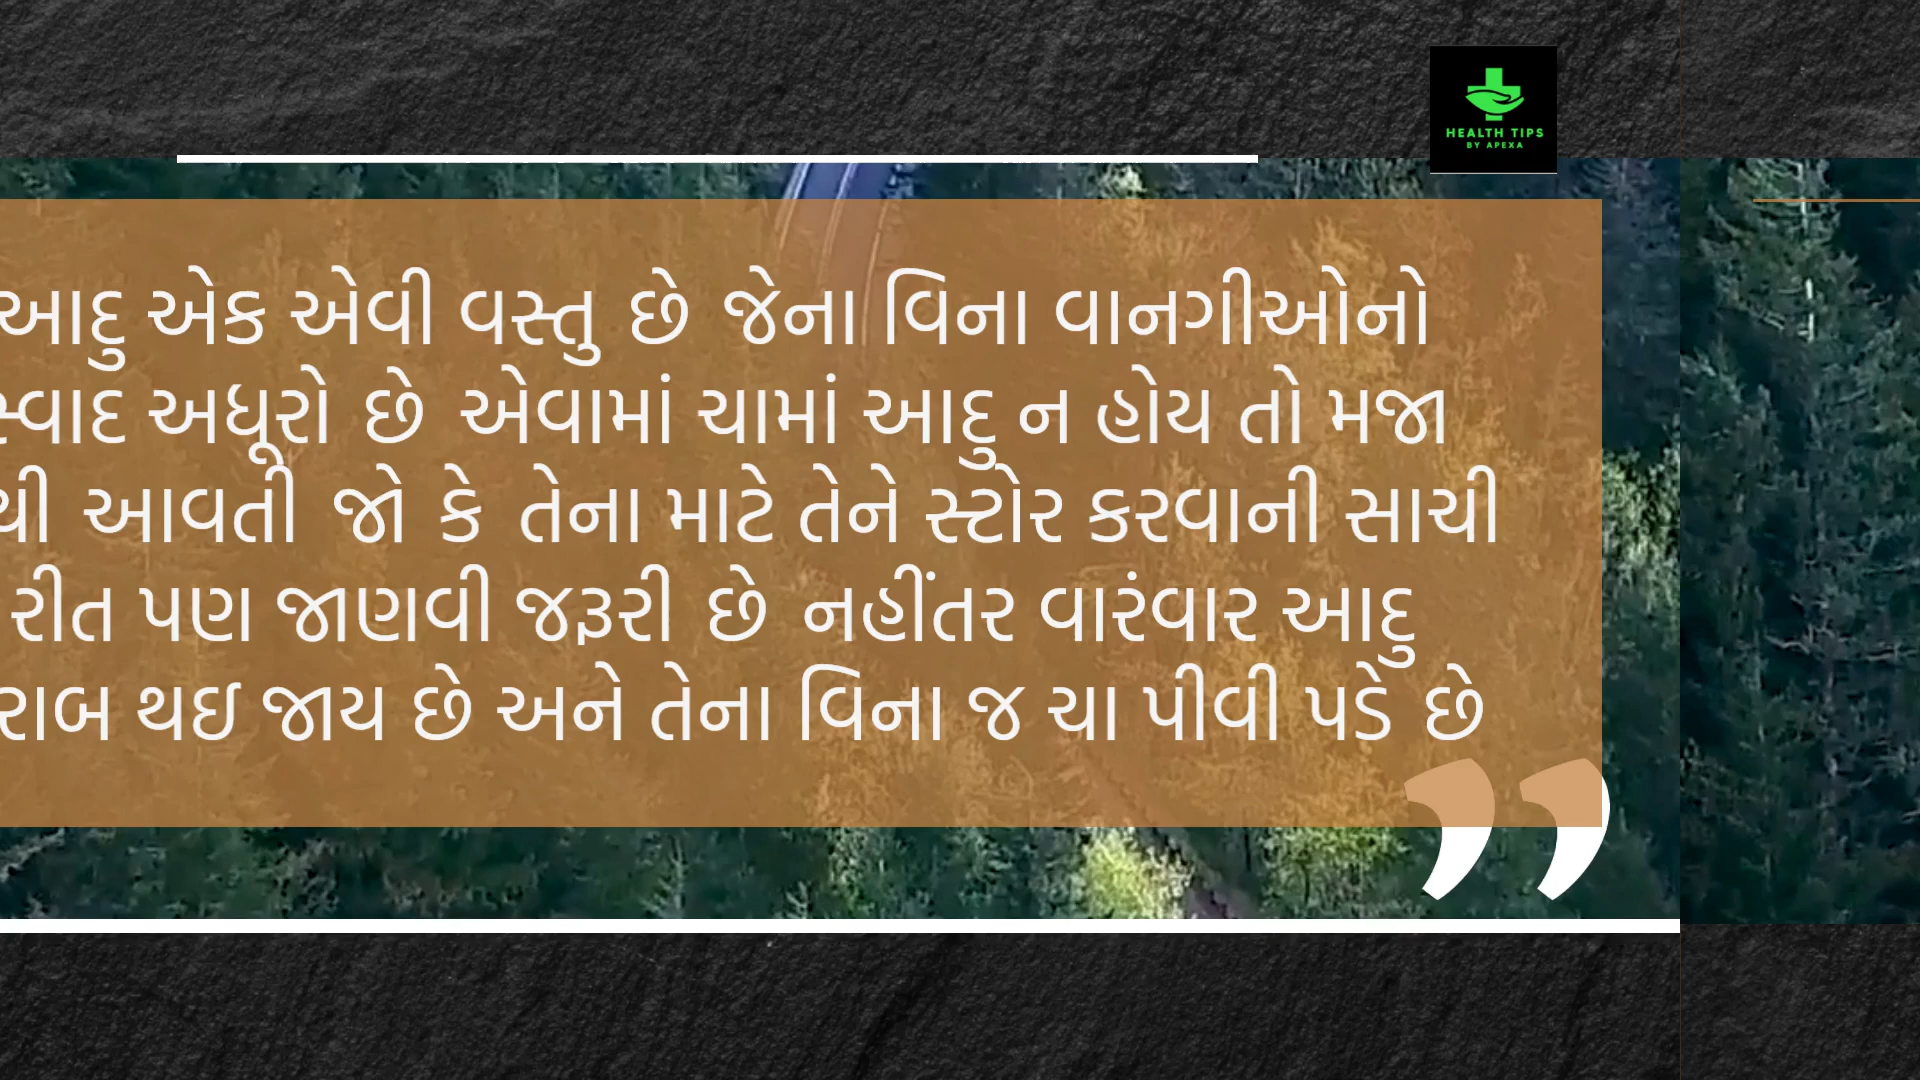 HEALTH TIPS
BY APEXA
આદુ એક એવી વસ્તુ છે જેના વિના વાનગીઓનો
સ્વાદ અધૂરો છે એવામાં ચામાં આદુ ન હોય તો મજા
આવતી જો કે તેના માટે તેને સ્ટોર કરવાની સાચી
રીત પણ જાણવી જરૂરી છે નહીંતર વારંવાર આદુ
થઇ જાય છે અને તેના વિના જ ચા પીવી પડે છે